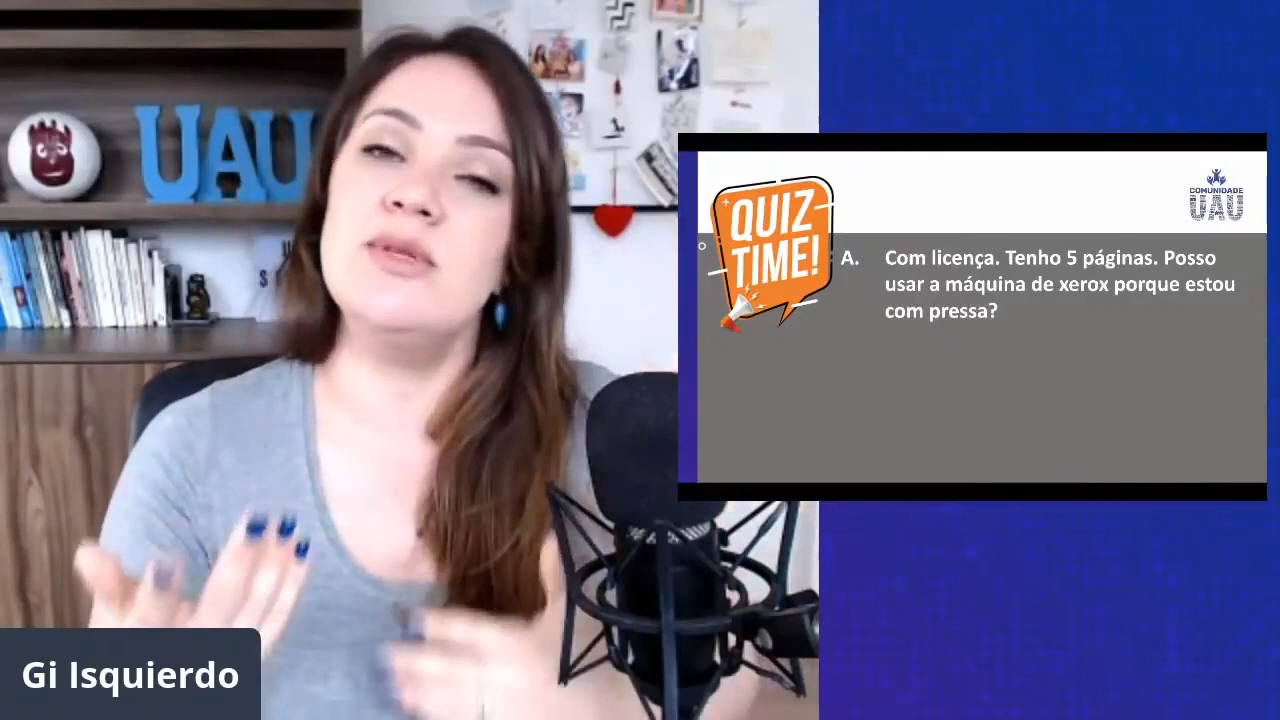 UAU
QUIZ
TIME!
COMUNIDADE
UAU
A. Com licença. Tenho 5 páginas. Posso
usar a máquina de xerox porque estou
com pressa?
Gi Isquierdo